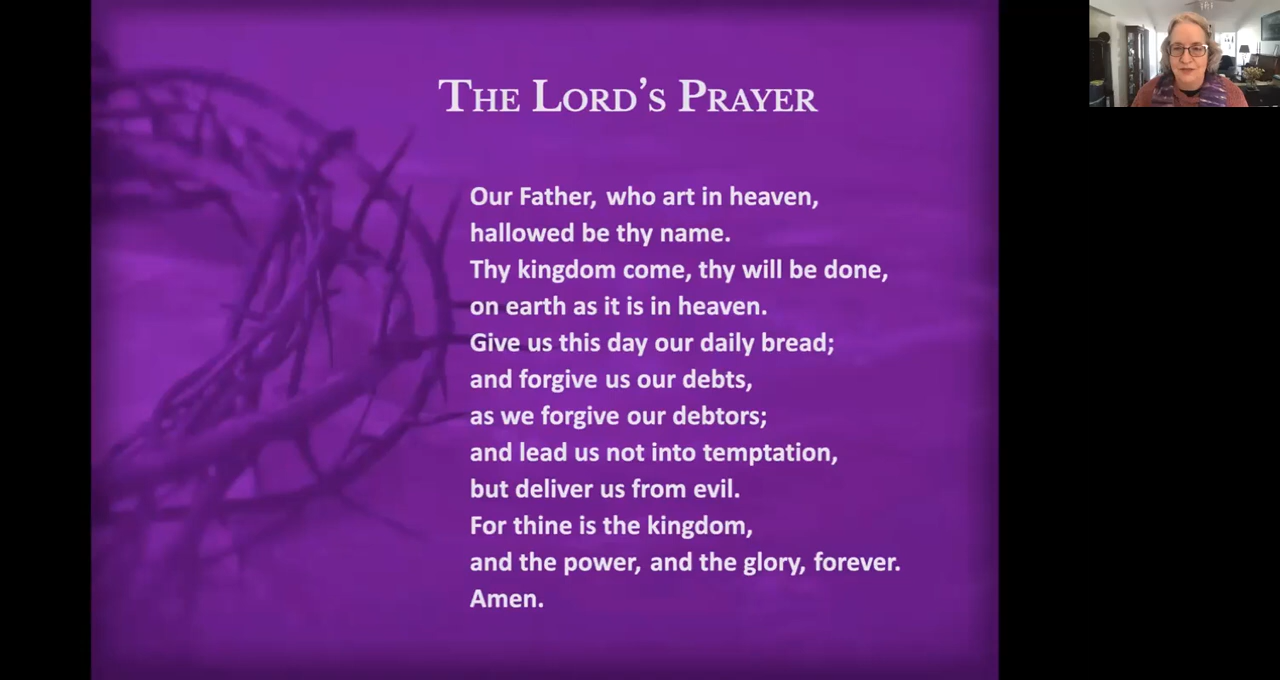 The Lord's Prayer
Our Father, who art in heaven,
hallowed be thy name.
Thy kingdom come, thy will be done,
on earth as it is in heaven.
Give us this day our daily bread;
and forgive us our debts,
as we forgive our debtors;
and lead us not into temptation,
but deliver us from evil.
For thine is the kingdom,
and the power, and the glory, forever.
Amen.